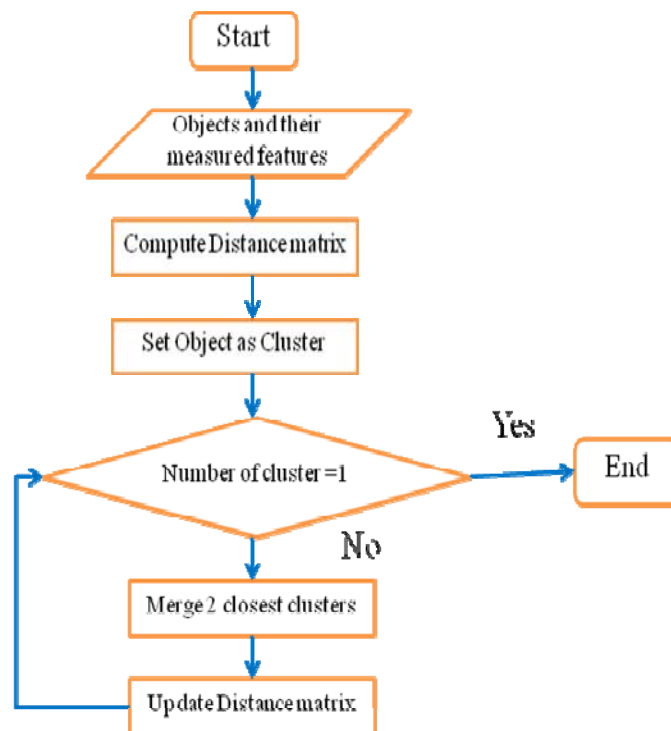 Start
Objects and their
measured features
Compute Distance matrix
Set Object as Cluster
Yes
Number of cluster =1
End
No
Merge 2 closest clusters
Update Distance matrix